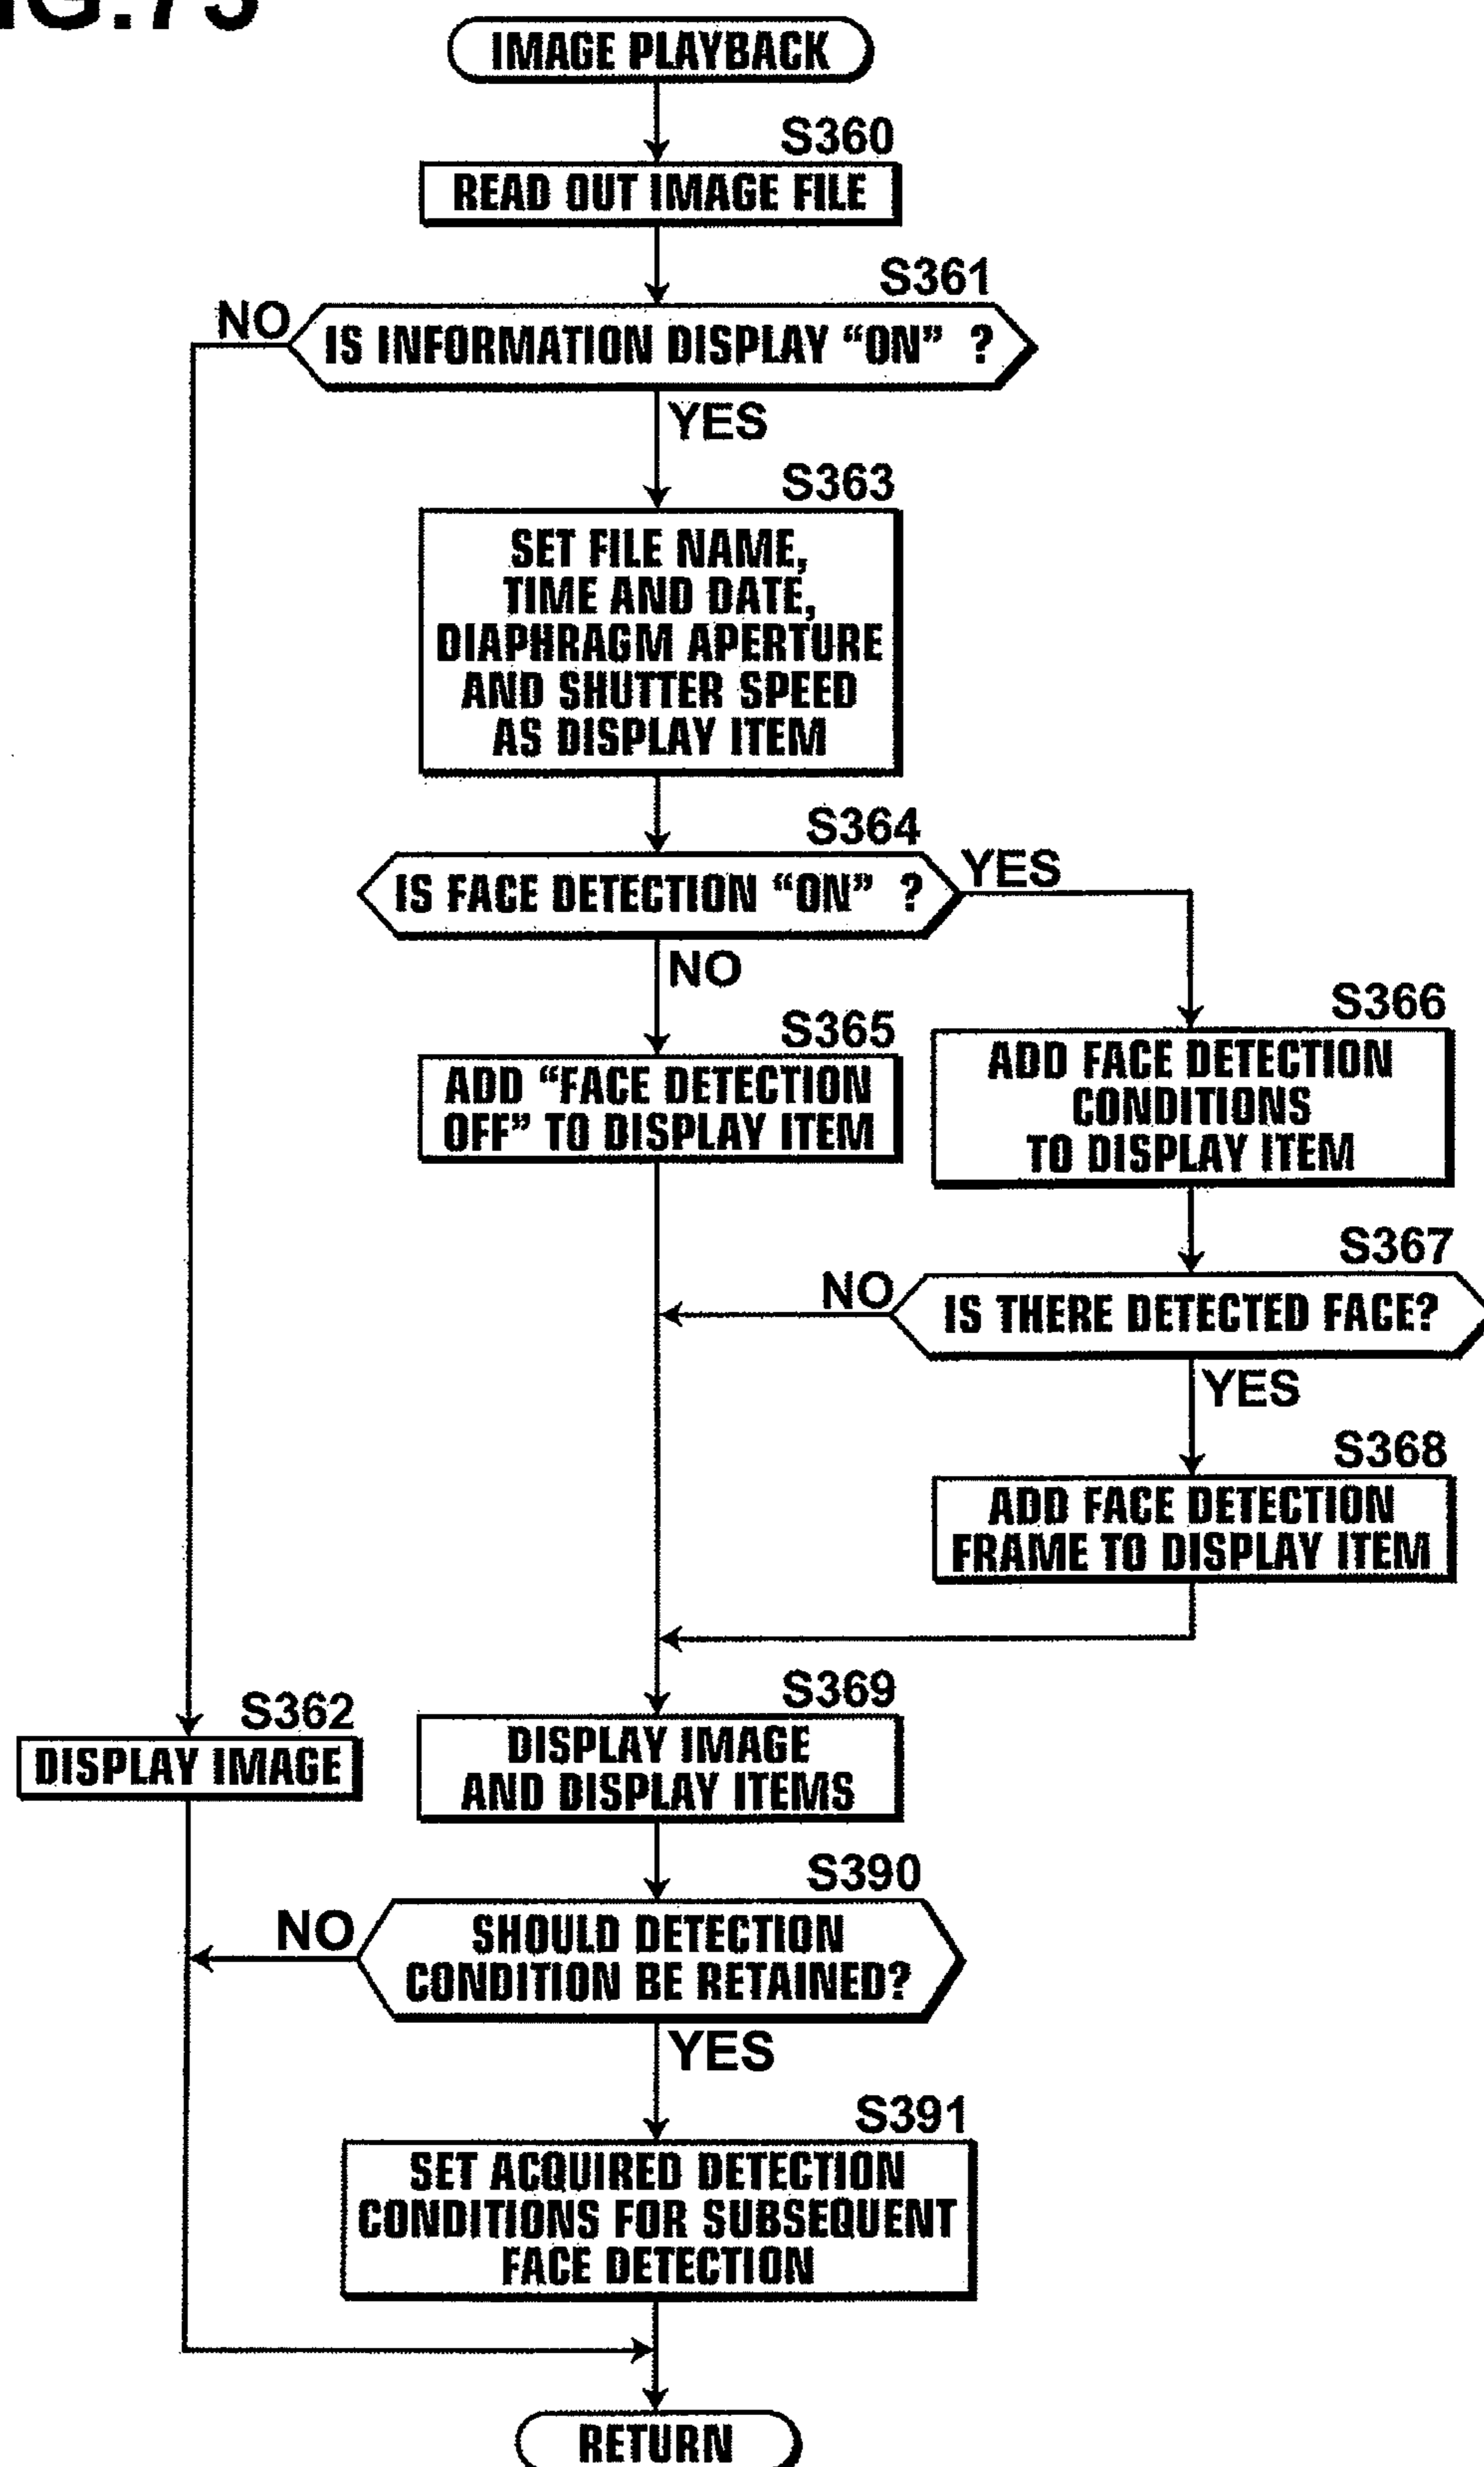 IMAGE PLAYBACK
S360
READ OUT IMAGE FILE
S361
NO
IS INFORMATION DISPLAY “ON” ?
YES
S363
SET FILE NAME,
TIME AND DATE,
DIAPHRAGM APERTURE
AND SHUTTER SPEED
AS DISPLAY ITEM
S364
IS FACE DETECTION “ON” ?
YES
NO
S365
ADD “FACE DETECTION
OFF” TO DISPLAY ITEM
S366
ADD FACE DETECTION
CONDITIONS
TO DISPLAY ITEM
S367
NO
IS THERE DETECTED FACE?
YES
S368
ADD FACE DETECTION
FRAME TO DISPLAY ITEM
S362
DISPLAY IMAGE
S369
DISPLAY IMAGE
AND DISPLAY ITEMS
S390
NO
SHOULD DETECTION
CONDITION BE RETAINED?
YES
S391
SET ACQUIRED DETECTION
CONDITIONS FOR SUBSEQUENT
FACE DETECTION
RETURN